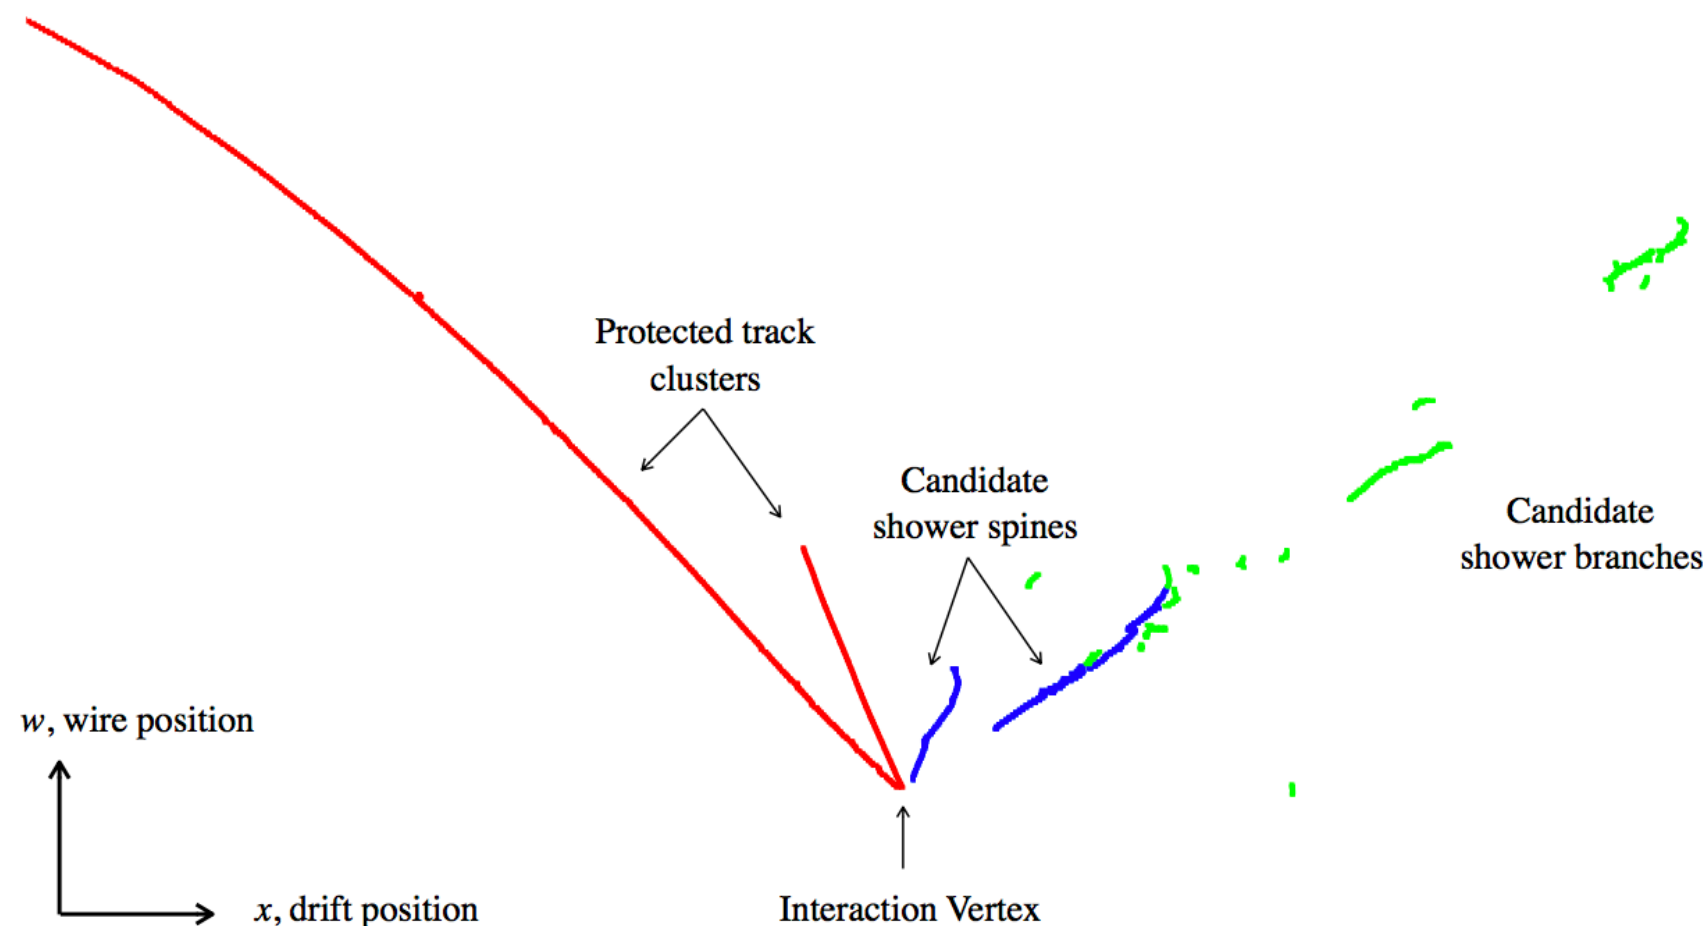 Protected track
clusters
Candidate
shower spines
Candidate
shower branches
w, wire position
x, drift position
Interaction Vertex